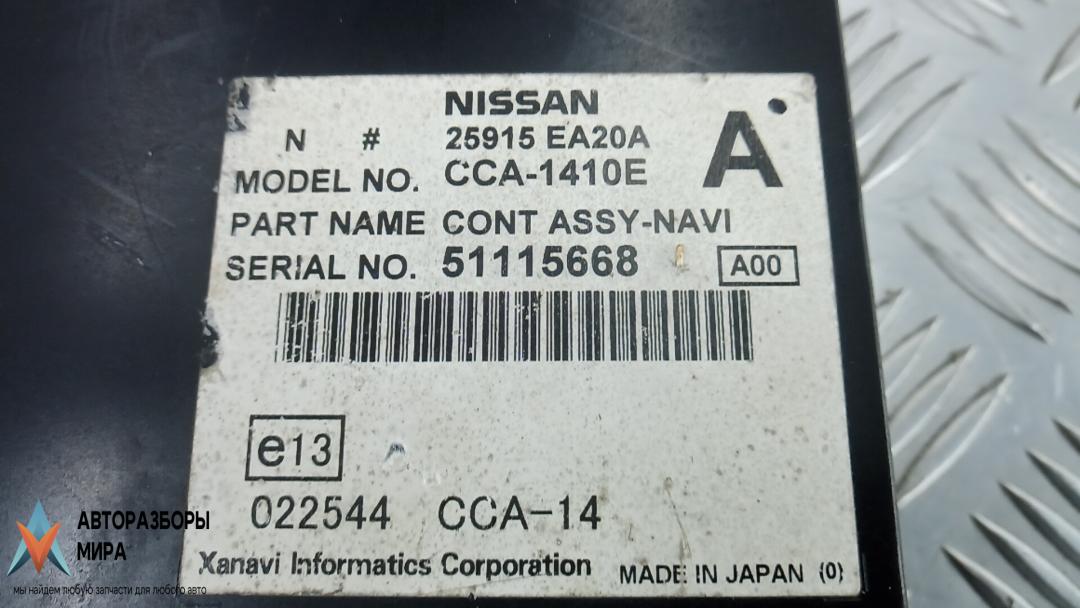 NISSAN
N # 25915 EA20A
A
MODEL NO. CCA-1410E
PART NAME CONT ASSY-NAVI
SERIAL NO. 51115668
A00
e13
022544 CCA-14
Xanavi Informatics Corporation
MADE IN JAPAN (0)
АВТОРАЗБОРЫ
МИРА
мы найдем любую запчасти для любого авто